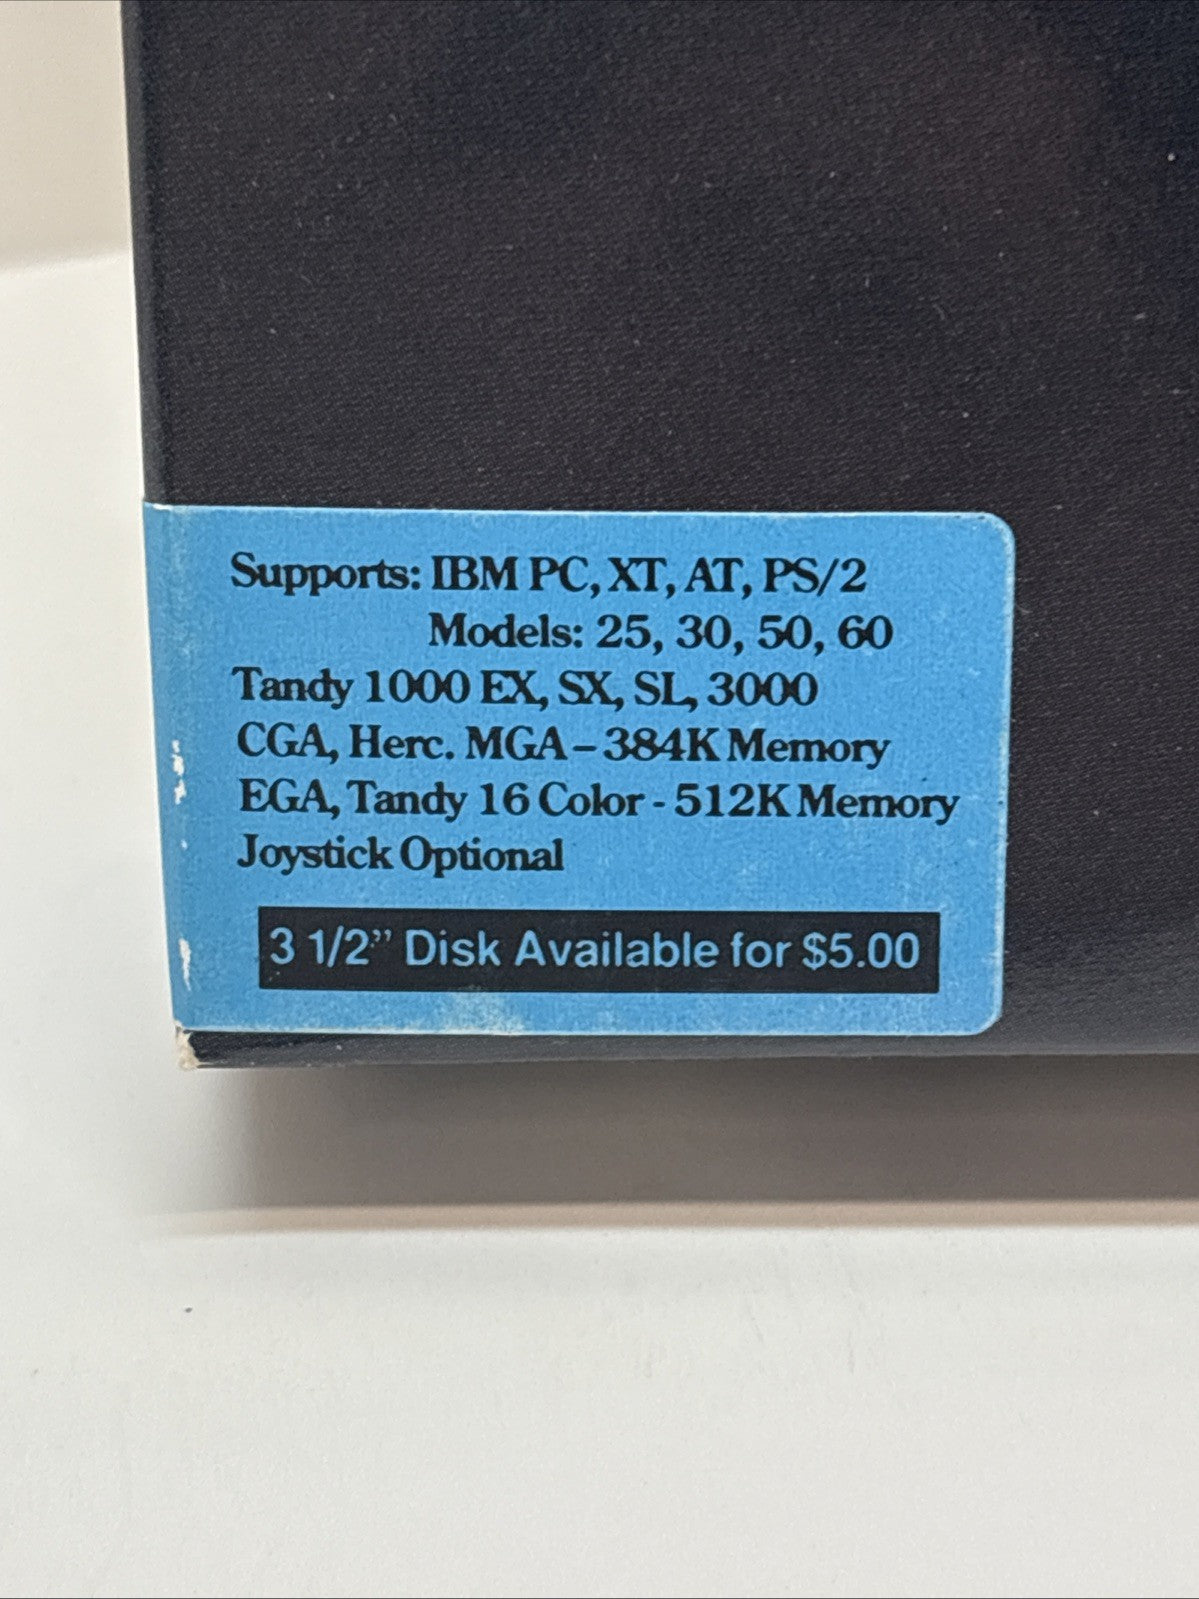 Supports: IBM PC, XT, AT, PS/2
Models: 25, 30, 50, 60
Tandy 1000 EX, SX, SL, 3000
CGA, Herc. MGA – 384K Memory
EGA, Tandy 16 Color - 512K Memory
Joystick Optional
3 1/2" Disk Available for $5.00